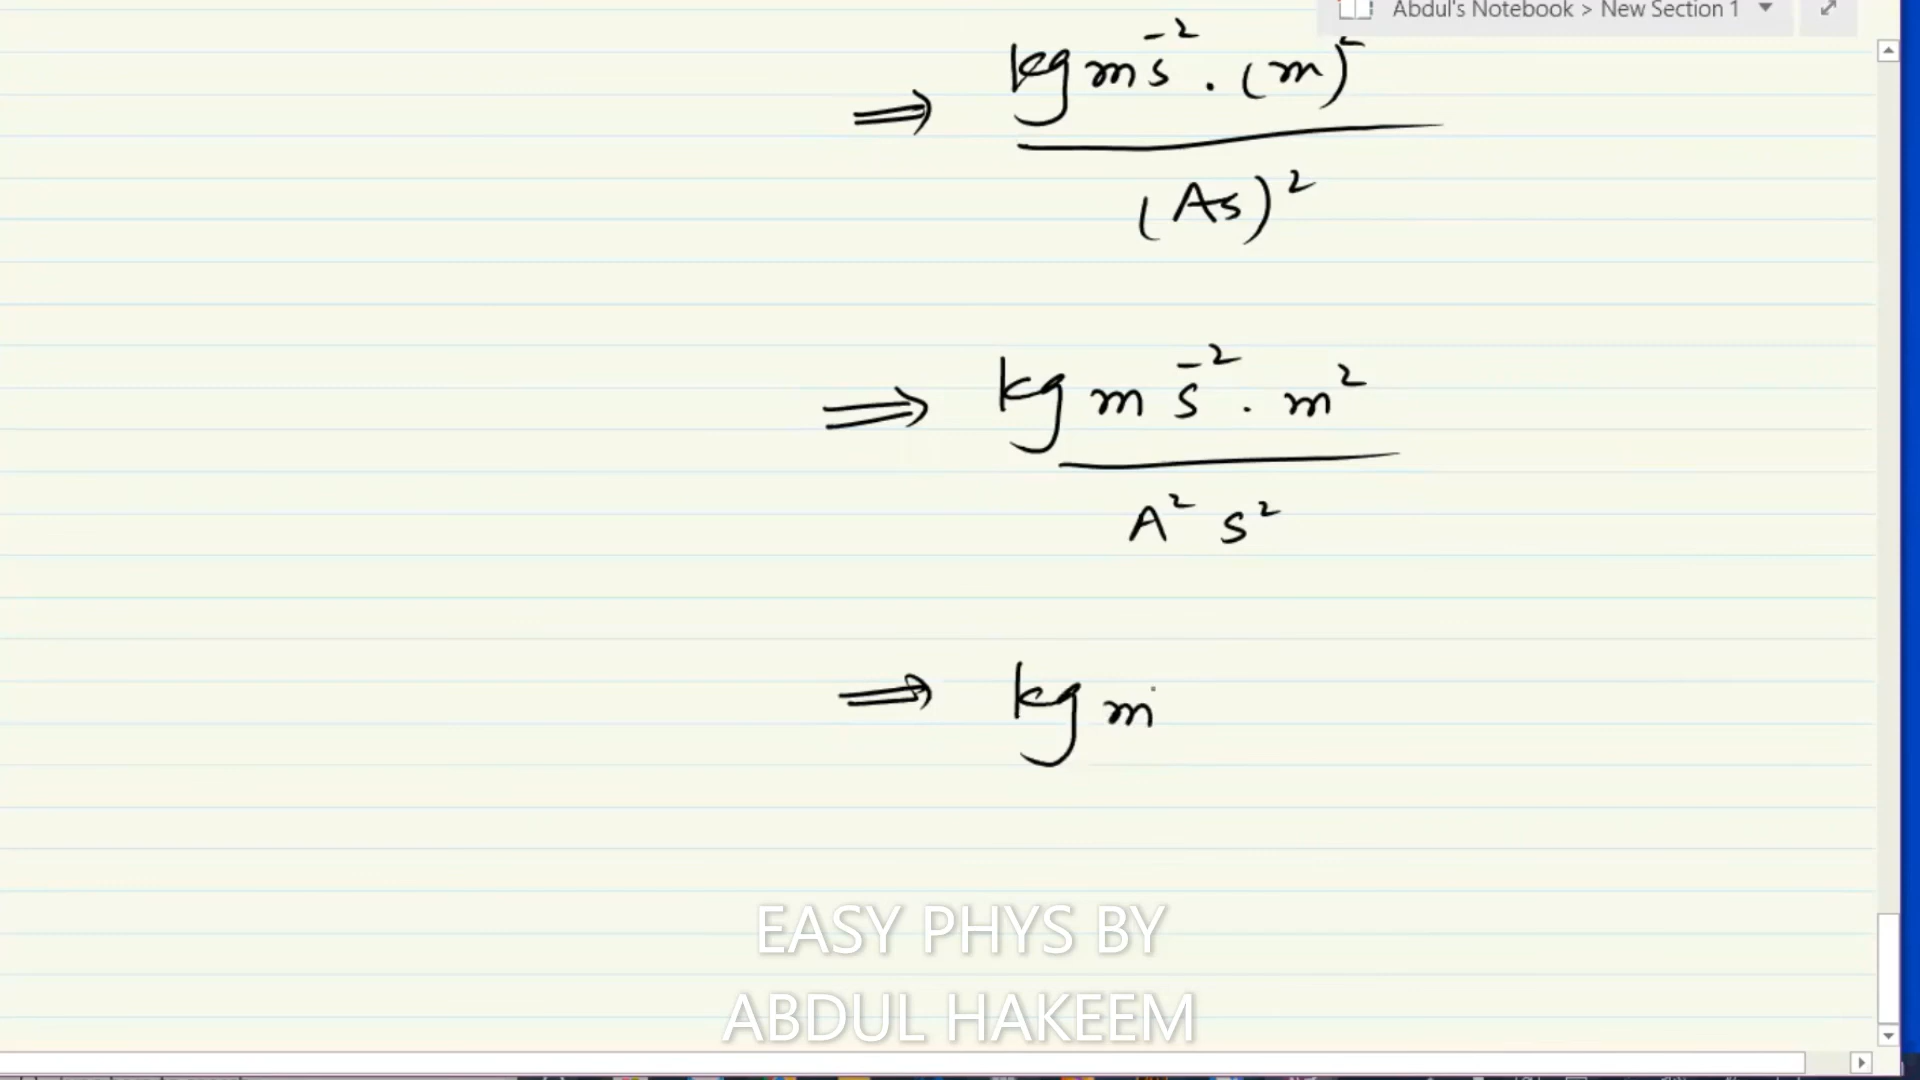 Abdul's Notebook > New Section 1
⇒ kg m s⁻² . (m)²
(As)²
⇒ kg m s⁻² . m²
A² s²
⇒ kg m
EASY PHYS BY
ABDUL HAKEEM